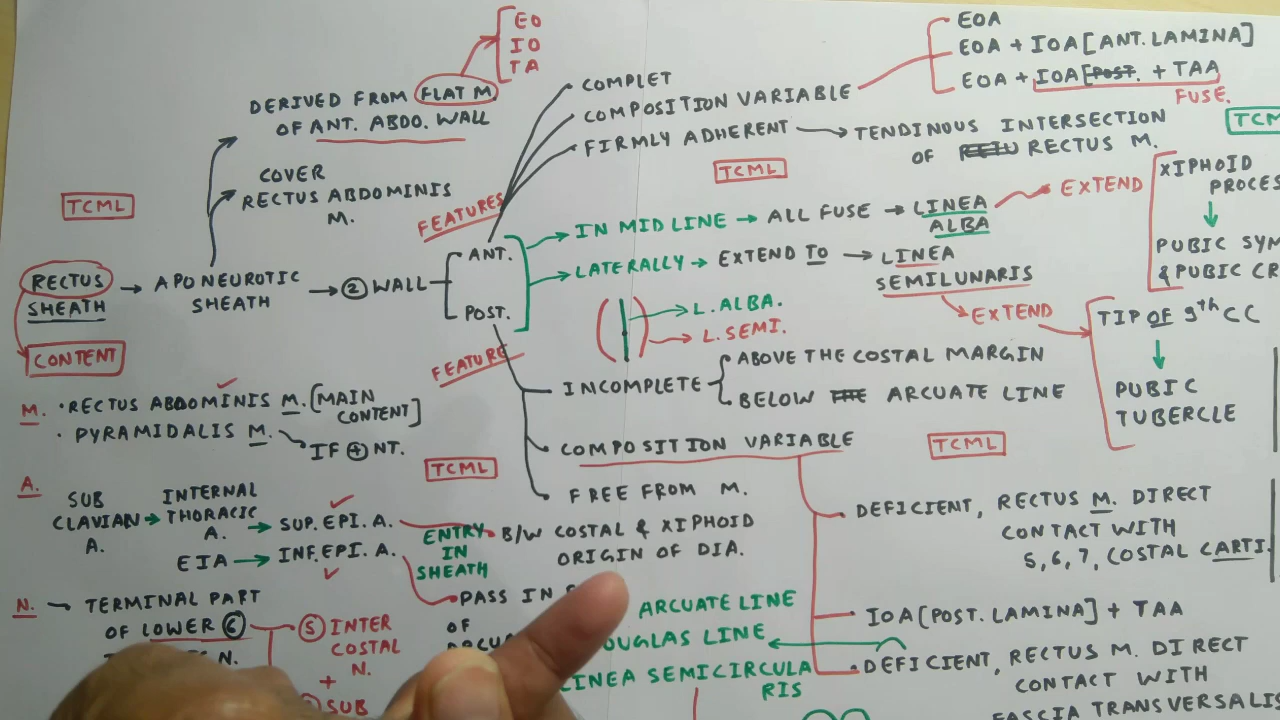 EO
IO
TA
DERIVED FROM FLAT M.
OF ANT. ABDO. WALL
COVER
RECTUS ABDOMINIS
M.
TCML
RECTUS
SHEATH
APONEUROTIC
SHEATH
② WALL
ANT.
POST.
FEATURES
COMPLET
COMPOSITION VARIABLE
EOA
EOA + IOA [ANT. LAMINA]
EOA + IOA [POST. + TAA
FUSE.
FIRMLY ADHERENT
TENDINOUS INTERSECTION
OF RECTUS M.
TCML
IN MID LINE → ALL FUSE → LINEA
ALBA
EXTEND
XIPHOID
PUBIC SYM
& PUBIC CR
LATERALLY → EXTEND TO → LINEA
SEMILUNARIS
EXTEND
TIP OF 9th CC
PUBIC
TUBERCLE
L. ALBA.
L. SEMI.
FEATURE
INCOMPLETE
ABOVE THE COSTAL MARGIN
BELOW THE ARCUATE LINE
COMPOSITION VARIABLE
TCML
FREE FROM M.
DEFICIENT, RECTUS M. DIRECT
CONTACT WITH
5, 6, 7, COSTAL CARTI.
IOA [POST. LAMINA] + TAA
DEFICIENT, RECTUS M. DIRECT
CONTACT WITH
FASCIA TRANSVERSALIS
CONTENT
M. • RECTUS ABDOMINIS M. [MAIN
CONTENT]
• PYRAMIDALIS M.
IF ⊕ NT.
TCML
A.
SUB
CLAVIAN
A.
→ INTERNAL
THORACIC
A.
→ SUP. EPI. A.
ENTRY
IN
SHEATH
B/W COSTAL & XIPHOID
ORIGIN OF DIA.
EIA → INF. EPI. A.
PASS IN
OF
ARCUATE LINE
LINE
LINEA SEMICIRCULA
RIS
N. → TERMINAL PART
OF LOWER ⑥
N.
⑤ INTER
COSTAL
N.
+
SUB